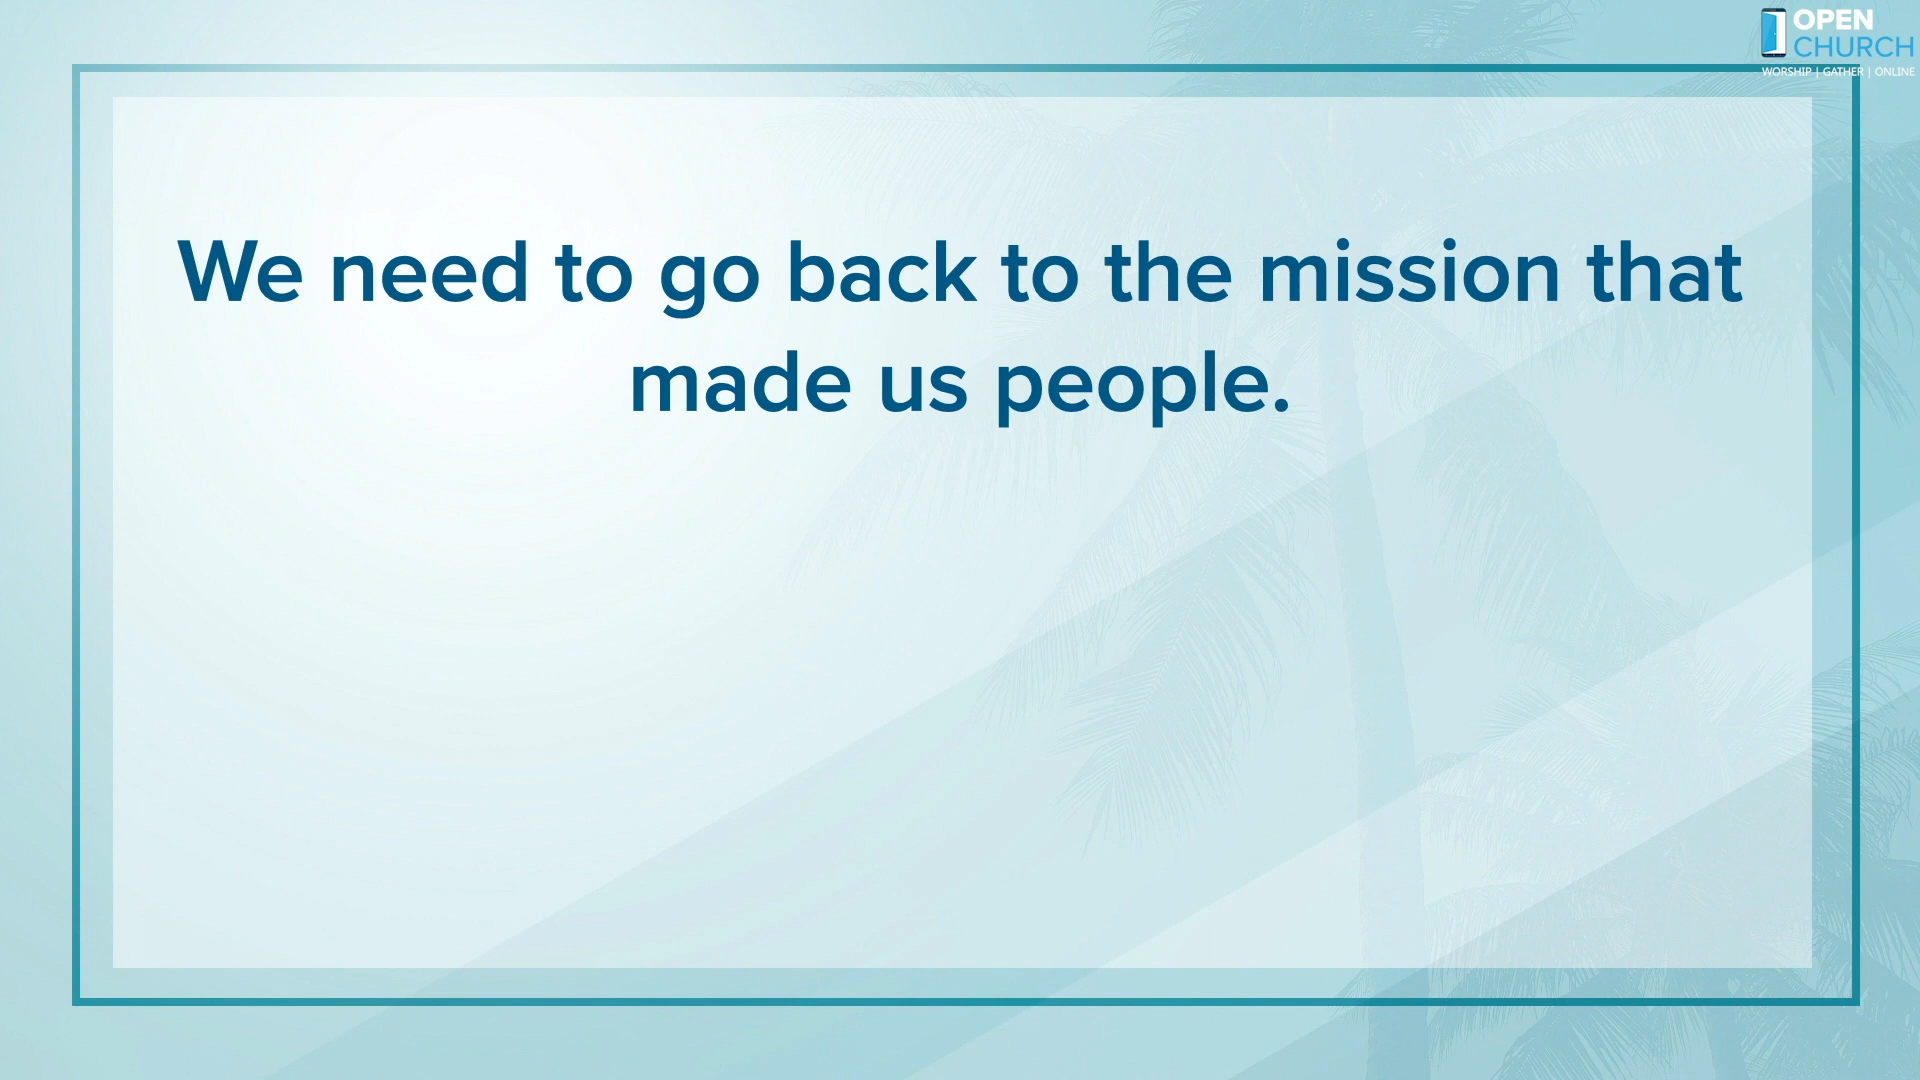 OPEN
CHURCH
WORSHIP | GATHER | ONLINE
We need to go back to the mission that
made us people.